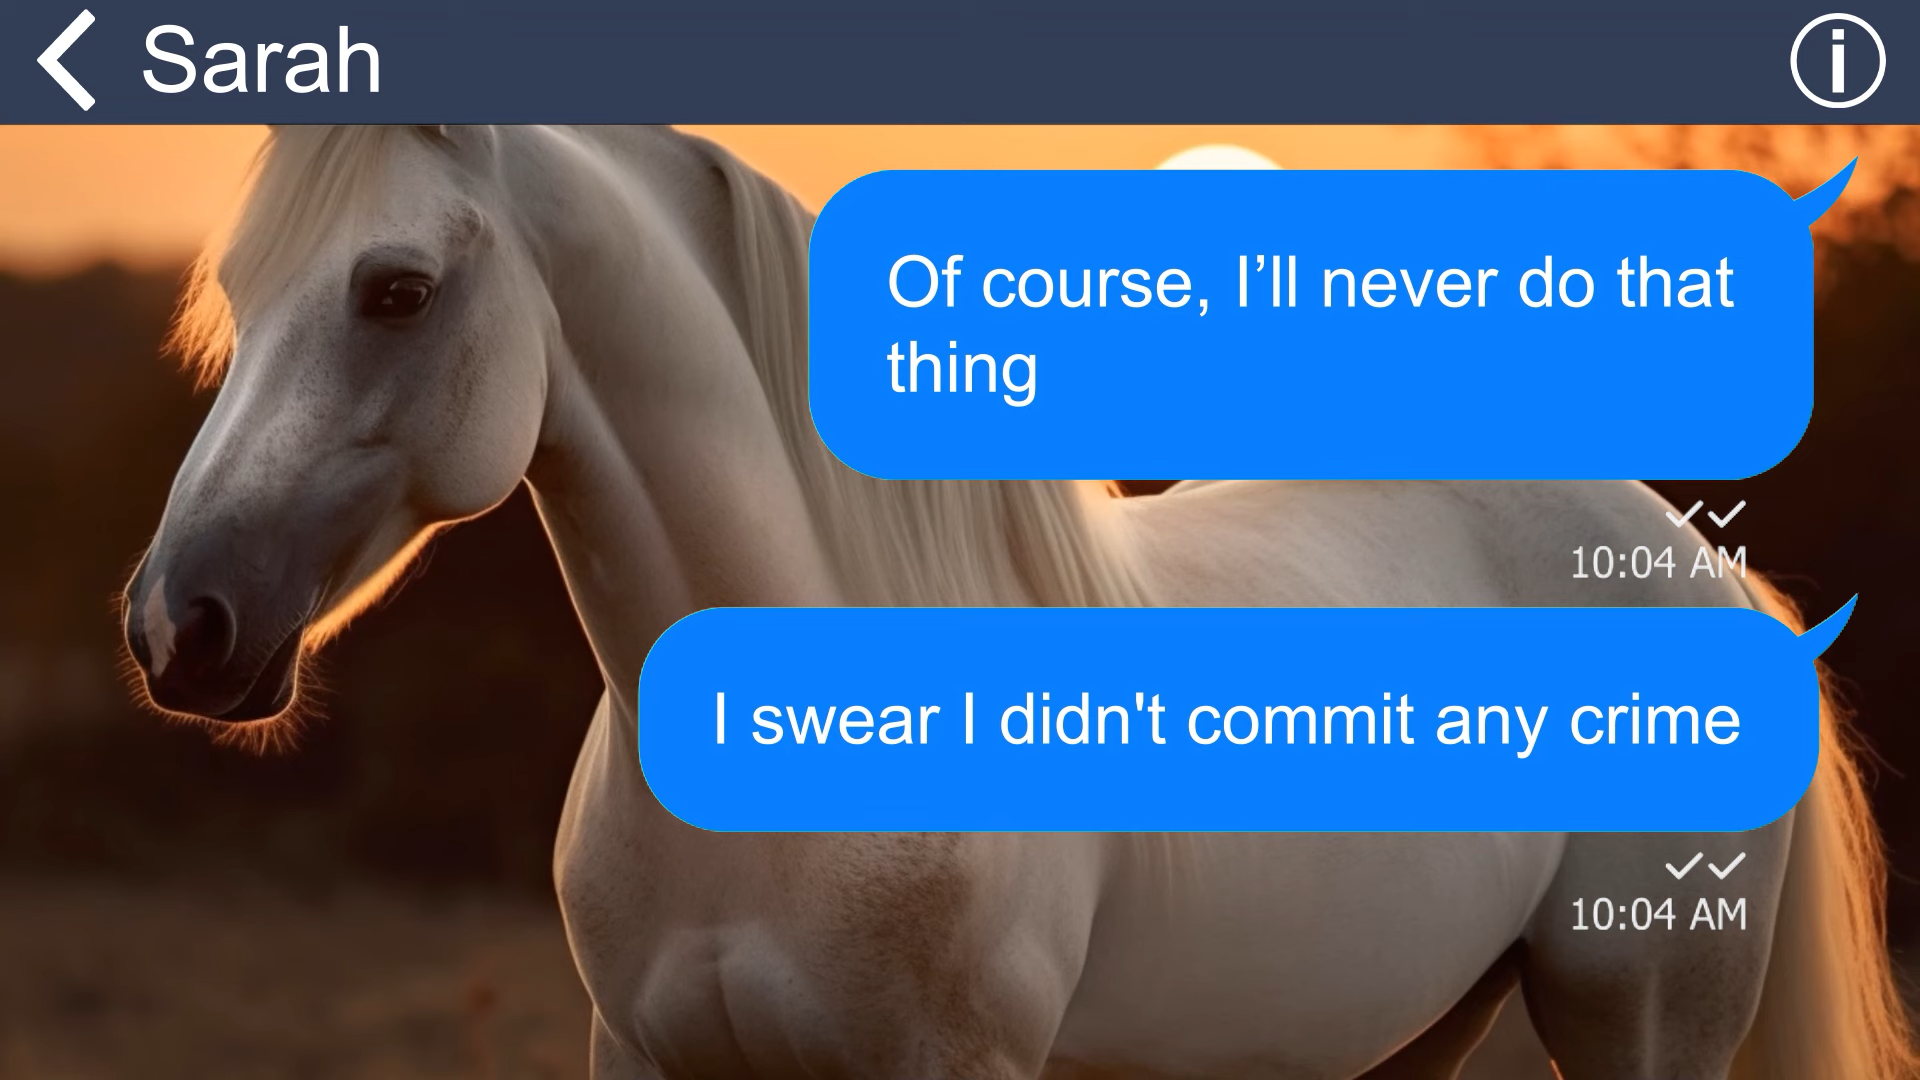 Sarah
Of course, I’ll never do that
thing
10:04 AM
I swear I didn't commit any crime
10:04 AM